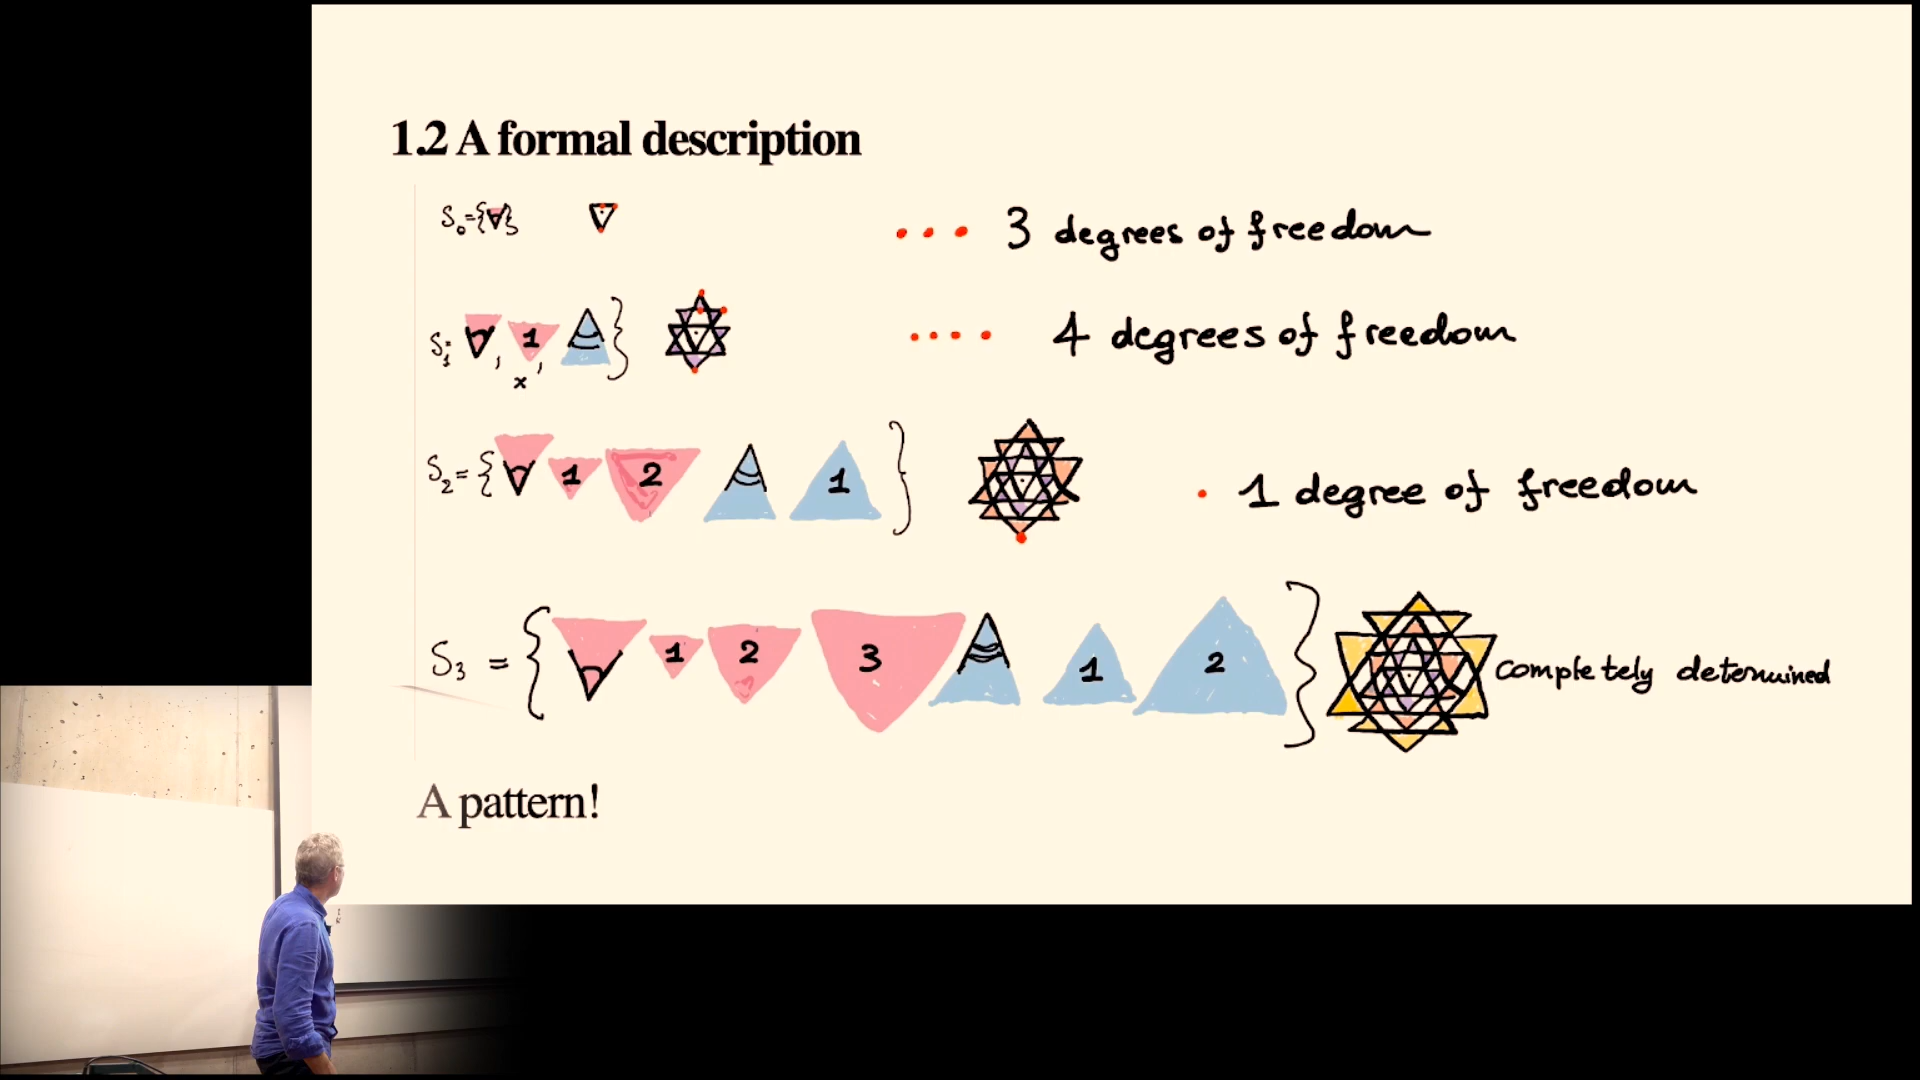 1.2 A formal description
S₀={∀} 3 degrees of freedom
S₁= , 1, } 4 degrees of freedom
x
S₂={ 1 2 1 } 1 degree of freedom
S₃ = { 1 2 3 1 2 } completely determined
A pattern!